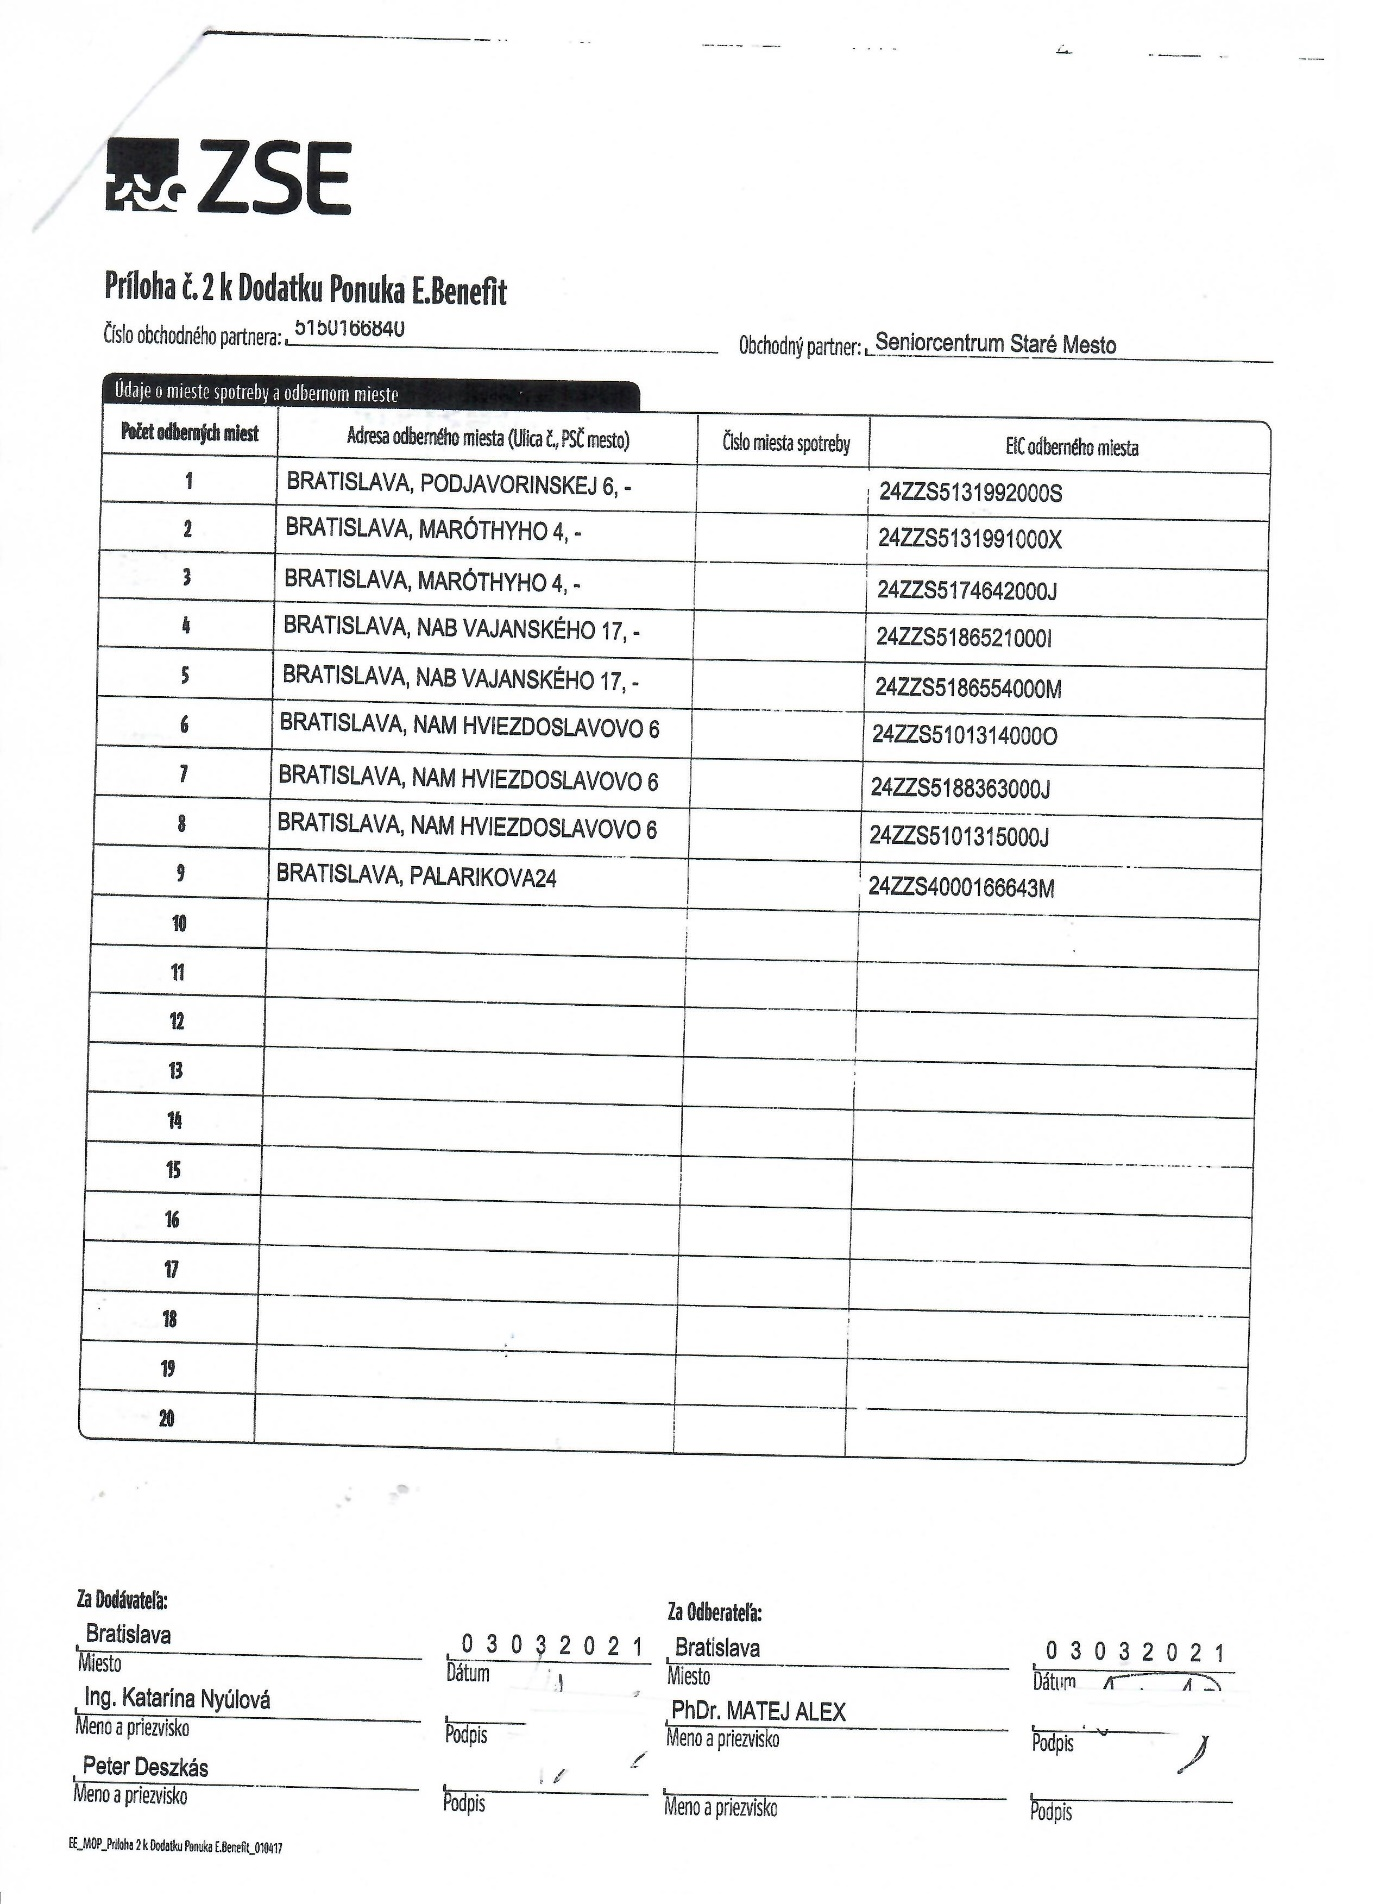 ZSE
Príloha č. 2 k Dodatku Ponuka E.Benefit
Číslo obchodného partnera: 5150166840 Obchodný partner: Seniorcentrum Staré Mesto
Údaje o mieste spotreby a odbernom mieste
Počet odberných miest Adresa odberného miesta (Ulica č., PSČ mesto) Číslo miesta spotreby EIC odberného miesta
1 BRATISLAVA, PODJAVORINSKEJ 6, - 24ZZS5131992000S
2 BRATISLAVA, MARÓTHYHO 4, - 24ZZS5131991000X
3 BRATISLAVA, MARÓTHYHO 4, - 24ZZS5174642000J
4 BRATISLAVA, NAB VAJANSKÉHO 17, - 24ZZS5186521000I
5 BRATISLAVA, NAB VAJANSKÉHO 17, - 24ZZS5186554000M
6 BRATISLAVA, NAM HVIEZDOSLAVOVO 6 24ZZS5101314000O
7 BRATISLAVA, NAM HVIEZDOSLAVOVO 6 24ZZS5188363000J
8 BRATISLAVA, NAM HVIEZDOSLAVOVO 6 24ZZS5101315000J
9 BRATISLAVA, PALARIKOVA24 24ZZS4000166643M
10
11
12
13
14
15
16
17
18
19
20
Za Dodávateľa: Za Odberateľa:
Bratislava 0 3 0 3 2 0 2 1 Bratislava 0 3 0 3 2 0 2 1
Miesto Dátum Miesto Dátum
Ing. Katarína Nyúlová PhDr. MATEJ ALEX
Meno a priezvisko Podpis Meno a priezvisko Podpis
Peter Deszkás
Meno a priezvisko Podpis Meno a priezvisko Podpis
EE_MOP_Príloha 2 k Dodatku Ponuka E.Benefit_010417